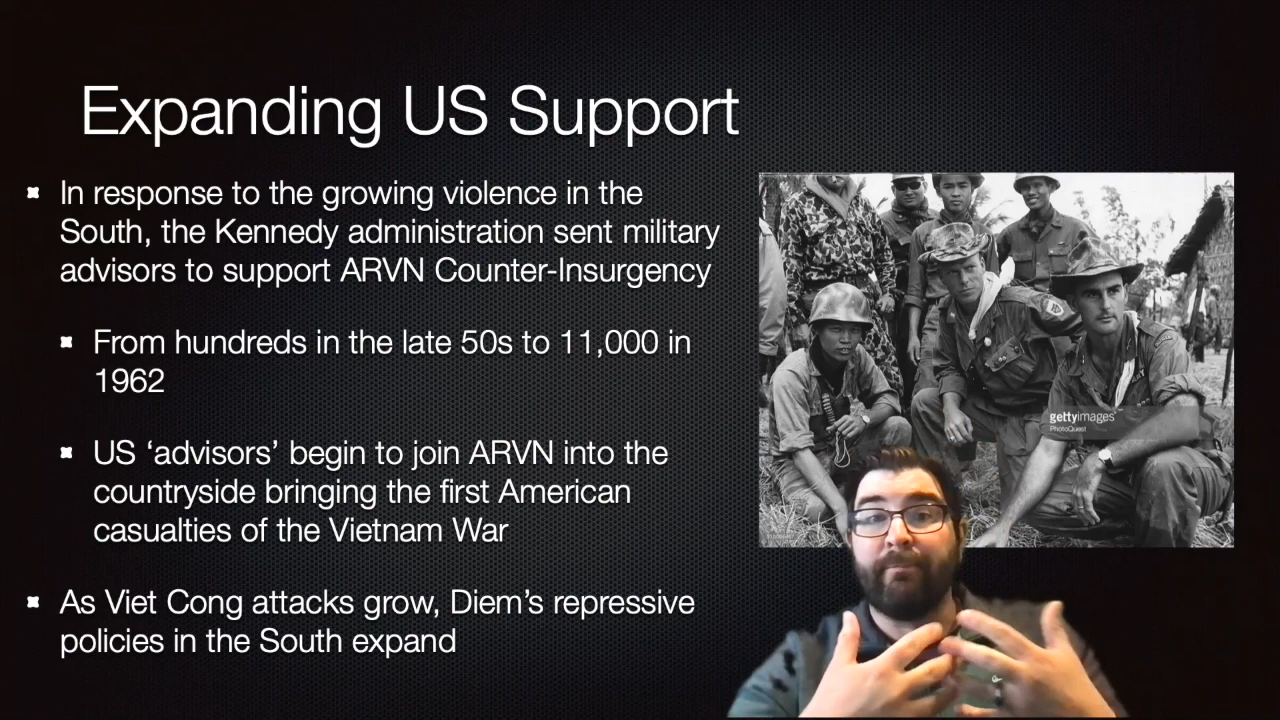 Expanding US Support
In response to the growing violence in the
South, the Kennedy administration sent military
advisors to support ARVN Counter-Insurgency
From hundreds in the late 50s to 11,000 in
1962
US ‘advisors’ begin to join ARVN into the
countryside bringing the first American
casualties of the Vietnam War
As Viet Cong attacks grow, Diem’s repressive
policies in the South expand
gettyimages
PhotoQuest